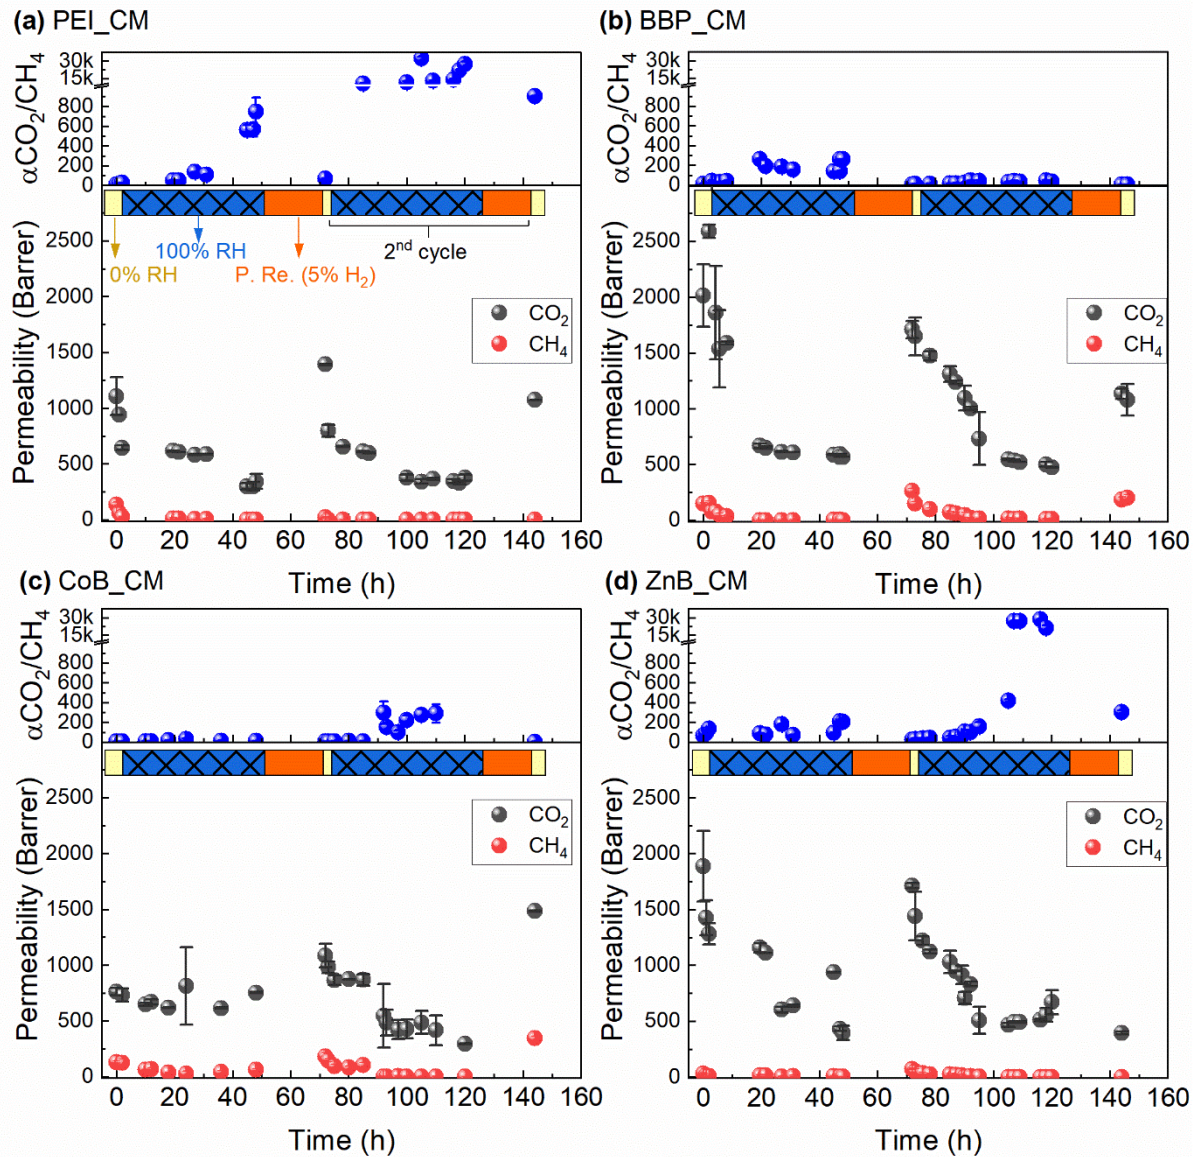 (a) PEI_CM
αCO₂/CH₄
30k
15k
800
600
400
200
0
0% RH
100% RH
P. Re. (5% H₂)
2nd cycle
Permeability (Barrer)
2500
2000
1500
1000
500
0
CO₂
CH₄
0 20 40 60 80 100 120 140 160
Time (h)
(b) BBP_CM
αCO₂/CH₄
30k
15k
800
600
400
200
0
Permeability (Barrer)
2500
2000
1500
1000
500
0
CO₂
CH₄
0 20 40 60 80 100 120 140 160
Time (h)
(c) CoB_CM
αCO₂/CH₄
30k
15k
800
600
400
200
0
Permeability (Barrer)
2500
2000
1500
1000
500
0
CO₂
CH₄
0 20 40 60 80 100 120 140 160
Time (h)
(d) ZnB_CM
αCO₂/CH₄
30k
15k
800
600
400
200
0
Permeability (Barrer)
2500
2000
1500
1000
500
0
CO₂
CH₄
0 20 40 60 80 100 120 140 160
Time (h)